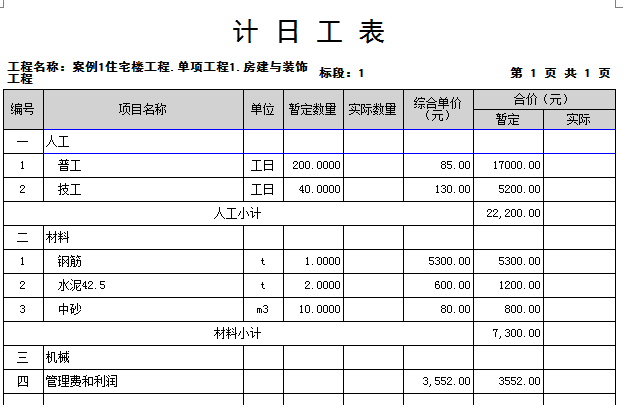 计 日 工 表
工程名称：案例1住宅楼工程.单项工程1.房建与装饰
工程
标段：1
第 1 页 共 1 页
编号 项目名称 单位 暂定数量 实际数量 综合单价（元） 合价（元）
暂定 实际
一 人工
1 普工 工日 200.0000 85.00 17000.00
2 技工 工日 40.0000 130.00 5200.00
人工小计 22,200.00
二 材料
1 钢筋 t 1.0000 5300.00 5300.00
2 水泥42.5 t 2.0000 600.00 1200.00
3 中砂 m3 10.0000 80.00 800.00
材料小计 7,300.00
三 机械
四 管理费和利润 3,552.00 3552.00